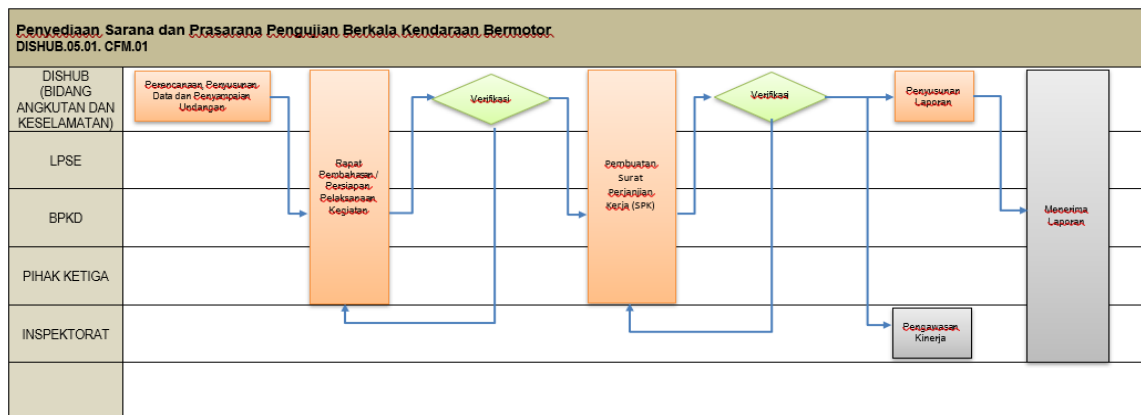 Penyediaan Sarana dan Prasarana Pengujian Berkala Kendaraan Bermotor
DISHUB.05.01. CFM.01
DISHUB
(BIDANG
ANGKUTAN DAN
KESELAMATAN)
Perencanaan, Penyusunan
Data dan Penyampaian
Undangan
Verifikasi
Verifikasi
Penyusunan
Laporan
LPSE
Rapat
Pembahasan /
Persiapan
Pelaksanaan
Kegiatan
Pembuatan
Surat
Perjanjian
Kerja (SPK)
BPKD
Menerima
Laporan
PIHAK KETIGA
INSPEKTORAT
Pengawasan
Kinerja